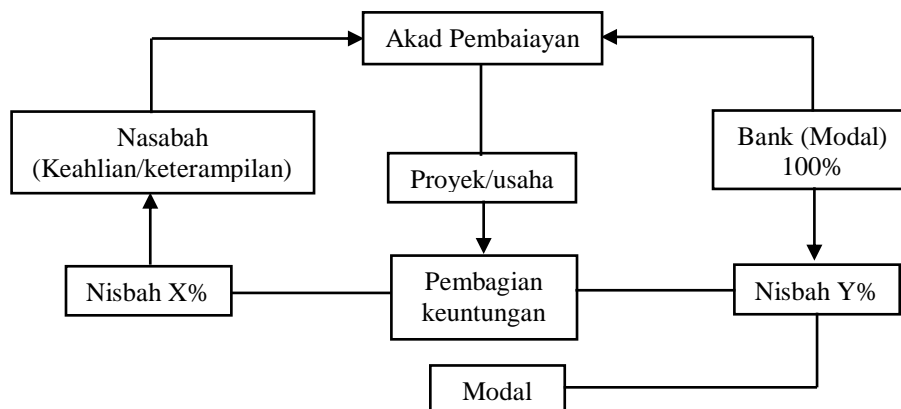 Akad Pembaiayan
Nasabah
(Keahlian/keterampilan)
Bank (Modal)
100%
Proyek/usaha
Nisbah X%
Pembagian
keuntungan
Nisbah Y%
Modal